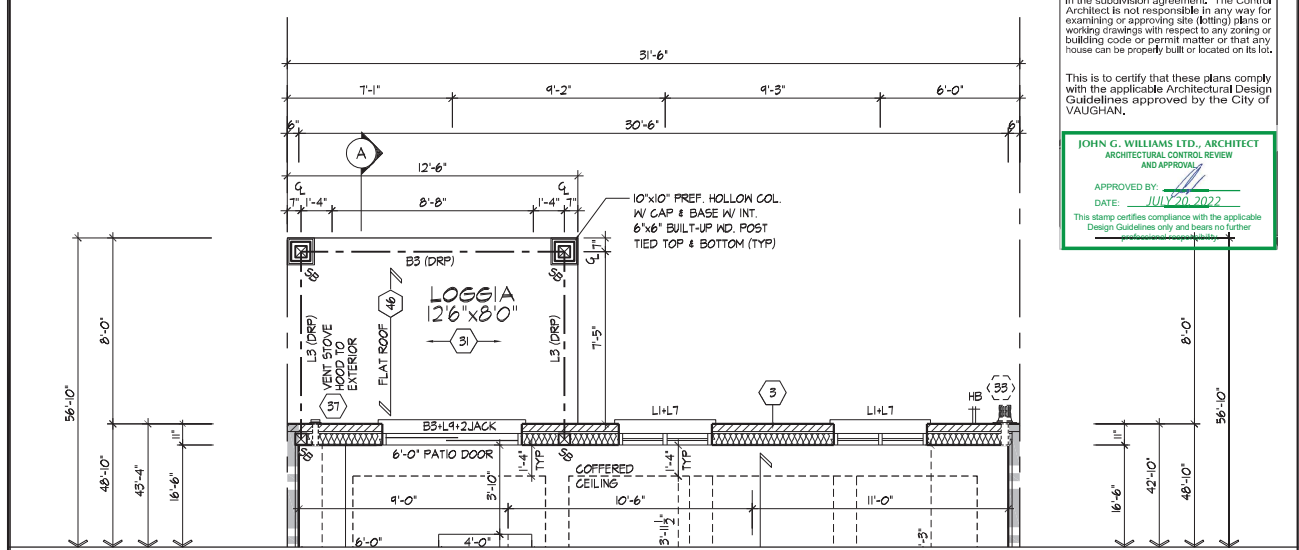 in the subdivision agreement. The Control
Architect is not responsible in any way for
examining or approving site (lotting) plans or
working drawings with respect to any zoning or
building code or permit matter or that any
house can be properly built or located on its lot.
This is to certify that these plans comply
with the applicable Architectural Design
Guidelines approved by the City of
VAUGHAN.
JOHN G. WILLIAMS LTD., ARCHITECT
ARCHITECTURAL CONTROL REVIEW
AND APPROVAL
APPROVED BY:
DATE: JULY 20, 2022
This stamp certifies compliance with the applicable
Design Guidelines only and bears no further
professional responsibility.
31'-6"
7'-1" 9'-2" 9'-3" 6'-0"
6" 30'-6" 6"
A
12'-6"
7" 1'-4" 8'-8" 1'-4" 7"
10"x10" PREF. HOLLOW COL.
W/ CAP & BASE W/ INT.
6"x6" BUILT-UP WD. POST
TIED TOP & BOTTOM (TYP)
7"
B3 (DRP)
SB
SB
LOGGIA
12'6"x8'0"
46
31
L3 (DRP)
VENT STOVE
HOOD TO
EXTERIOR
FLAT ROOF
L3 (DRP)
7'-5"
8'-0"
8'-0"
56'-10"
56'-10"
37
3
33
HB
L1+L7
L1+L7
B3+L9+2JACK
6'-0" PATIO DOOR
SB
SB
1'-4"
TYP
COFFERED
CEILING
1'-4"
TYP
11"
11"
48'-10"
43'-4"
16'-6"
16'-6"
42'-10"
48'-10"
9'-0" 3'-10" 10'-6" 11'-0"
3'-11 1/2"
6'-0" 4'-0"